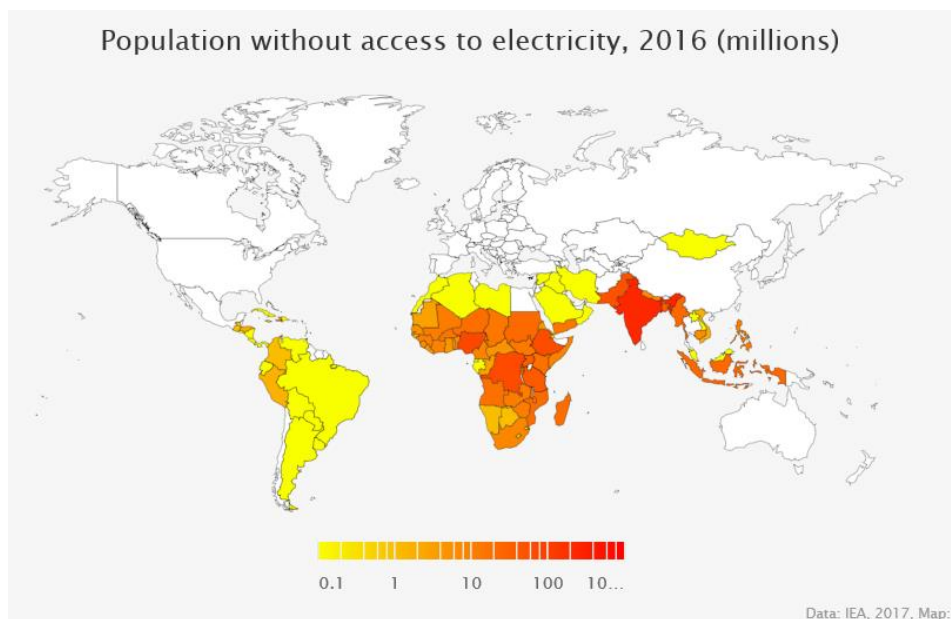 Population without access to electricity, 2016 (millions)
0.1 1 10 100 10...
Data: IEA, 2017, Map: